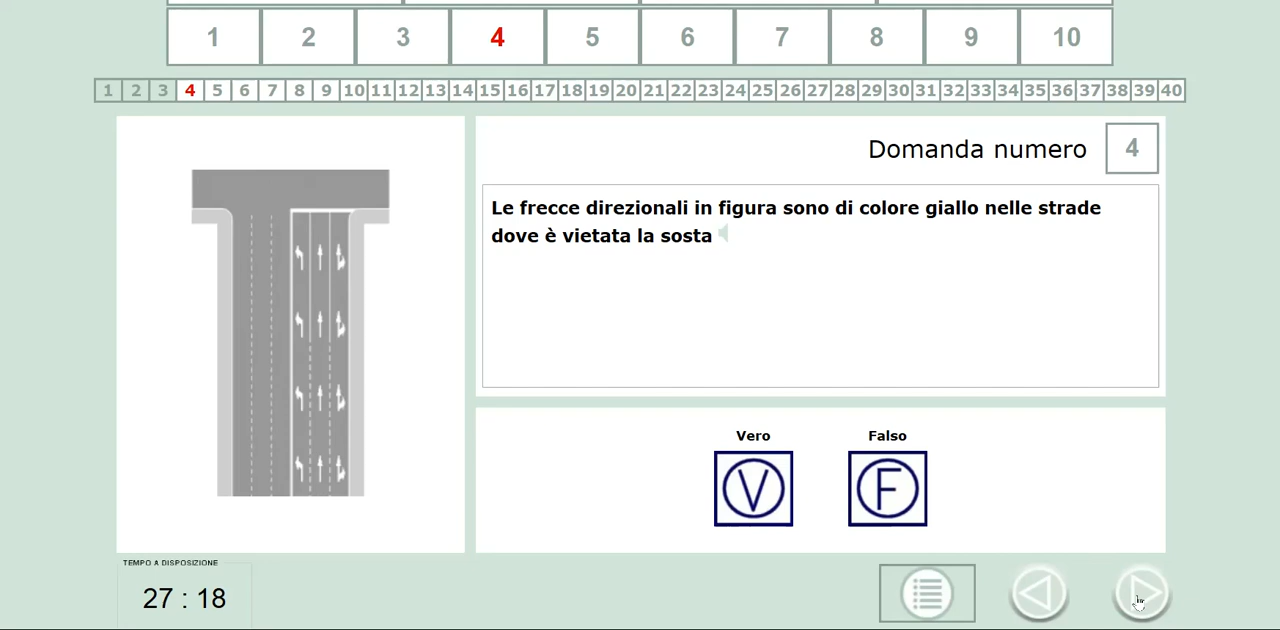 1 2 3 4 5 6 7 8 9 10
1 2 3 4 5 6 7 8 9 10 11 12 13 14 15 16 17 18 19 20 21 22 23 24 25 26 27 28 29 30 31 32 33 34 35 36 37 38 39 40
Domanda numero 4
Le frecce direzionali in figura sono di colore giallo nelle strade
dove è vietata la sosta
Vero Falso
V F
TEMPO A DISPOSIZIONE
27 : 18